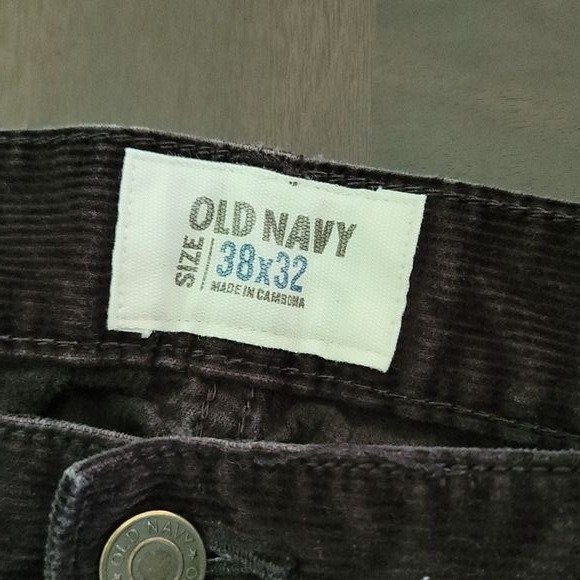 OLD NAVY
SIZE
38x32
MADE IN CAMBODIA
OLD NAVY